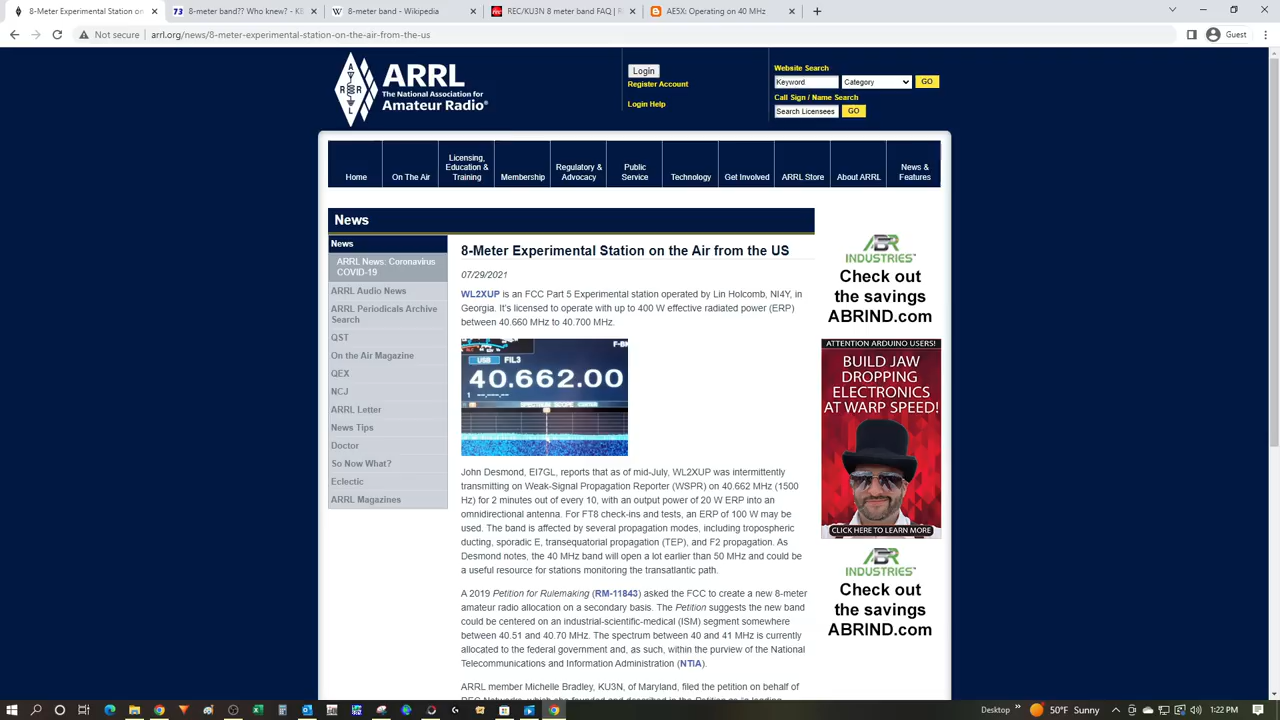 8-Meter Experimental Station on
8-meter band?? Who knew? - KB
8-meter band - Wikipedia
REC/KU3N 8 meter band FAQ | R
AE5X: Operating on 40 MHz
Not secure
arrl.org/news/8-meter-experimental-station-on-the-air-from-the-us
Guest
ARRL
The National Association for
Amateur Radio®
Login
Register Account
Login Help
Website Search
Keyword
Category
GO
Call Sign / Name Search
Search Licensees
GO
Home
On The Air
Licensing,
Education &
Training
Membership
Regulatory &
Advocacy
Public
Service
Technology
Get Involved
ARRL Store
About ARRL
News &
Features
News
News
ARRL News: Coronavirus
COVID-19
ARRL Audio News
ARRL Periodicals Archive
Search
QST
On the Air Magazine
QEX
NCJ
ARRL Letter
News Tips
Doctor
So Now What?
Eclectic
ARRL Magazines
8-Meter Experimental Station on the Air from the US
07/29/2021
WL2XUP is an FCC Part 5 Experimental station operated by Lin Holcomb, NI4Y, in
Georgia. It's licensed to operate with up to 400 W effective radiated power (ERP)
between 40.660 MHz to 40.700 MHz.
USB FIL3
40.662.00
SPECTRUM SCOPE
John Desmond, EI7GL, reports that as of mid-July, WL2XUP was intermittently
transmitting on Weak-Signal Propagation Reporter (WSPR) on 40.662 MHz (1500
Hz) for 2 minutes out of every 10, with an output power of 20 W ERP into an
omnidirectional antenna. For FT8 check-ins and tests, an ERP of 100 W may be
used. The band is affected by several propagation modes, including tropospheric
ducting, sporadic E, transequatorial propagation (TEP), and F2 propagation. As
Desmond notes, the 40 MHz band will open a lot earlier than 50 MHz and could be
a useful resource for stations monitoring the transatlantic path.
A 2019 Petition for Rulemaking (RM-11843) asked the FCC to create a new 8-meter
amateur radio allocation on a secondary basis. The Petition suggests the new band
could be centered on an industrial-scientific-medical (ISM) segment somewhere
between 40.51 and 40.70 MHz. The spectrum between 40 and 41 MHz is currently
allocated to the federal government and, as such, within the purview of the National
Telecommunications and Information Administration (NTIA).
ARRL member Michelle Bradley, KU3N, of Maryland, filed the petition on behalf of
ABR
INDUSTRIES™
Check out
the savings
ABRIND.com
ATTENTION ARDUINO USERS!
BUILD JAW
DROPPING
ELECTRONICS
AT WARP SPEED!
CLICK HERE TO LEARN MORE
ABR
INDUSTRIES™
Check out
the savings
ABRIND.com
Desktop
50°F Sunny